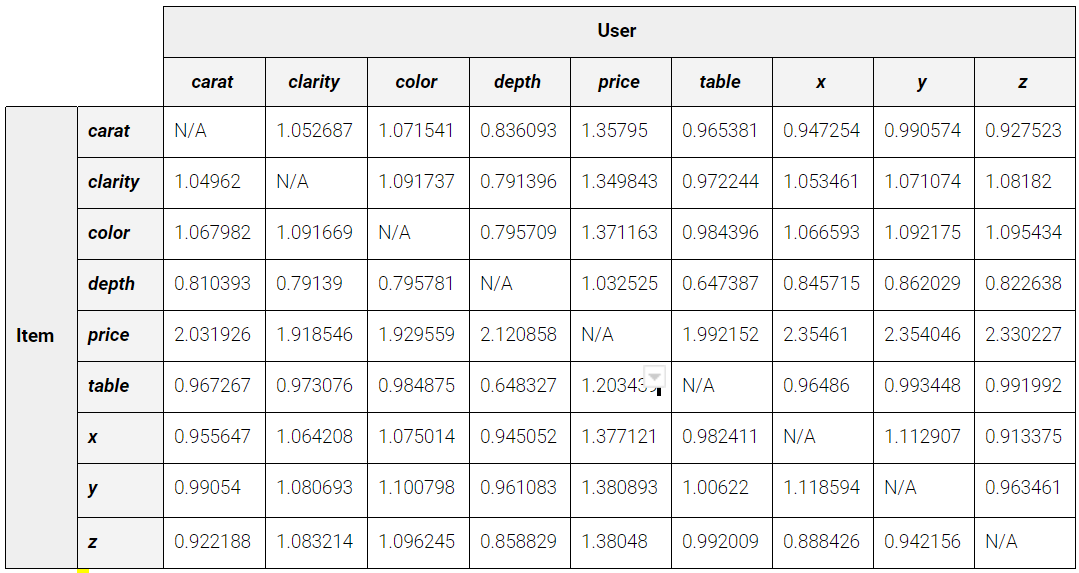 User
carat clarity color depth price table x y z
carat N/A 1.052687 1.071541 0.836093 1.35795 0.965381 0.947254 0.990574 0.927523
clarity 1.04962 N/A 1.091737 0.791396 1.349843 0.972244 1.053461 1.071074 1.08182
color 1.067982 1.091669 N/A 0.795709 1.371163 0.984396 1.066593 1.092175 1.095434
depth 0.810393 0.79139 0.795781 N/A 1.032525 0.647387 0.845715 0.862029 0.822638
Item price 2.031926 1.918546 1.929559 2.120858 N/A 1.992152 2.35461 2.354046 2.330227
table 0.967267 0.973076 0.984875 0.648327 N/A 0.96486 0.993448 0.991992
x 0.955647 1.064208 1.075014 0.945052 1.377121 0.982411 N/A 1.112907 0.913375
y 0.99054 1.080693 1.100798 0.961083 1.380893 1.00622 1.118594 N/A 0.963461
z 0.922188 1.083214 1.096245 0.858829 1.38048 0.992009 0.888426 0.942156 N/A